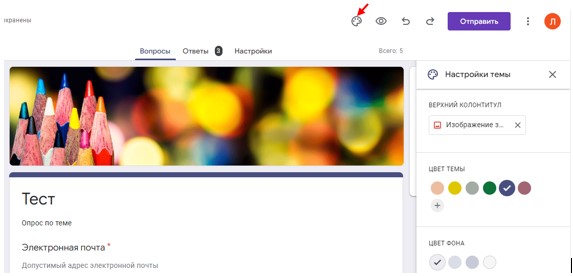 хранены
Отправить
Л
Вопросы Ответы 3 Настройки Всего: 5
Настройки темы
ВЕРХНИЙ КОЛОНТИТУЛ
Изображение з...
ЦВЕТ ТЕМЫ
Тест
Опрос по теме
Электронная почта *
ЦВЕТ ФОНА
Допустимый адрес электронной почты